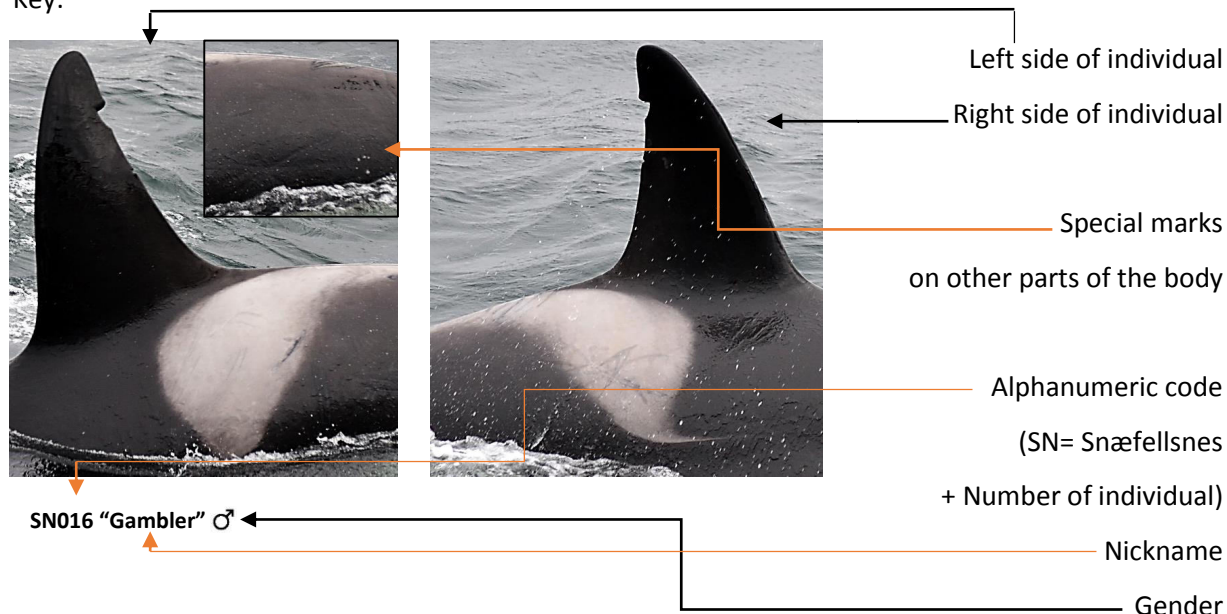 Key:
Left side of individual
Right side of individual
Special marks
on other parts of the body
Alphanumeric code
(SN= Snæfellsnes
+ Number of individual)
SN016 “Gambler” ♂
Nickname
Gender